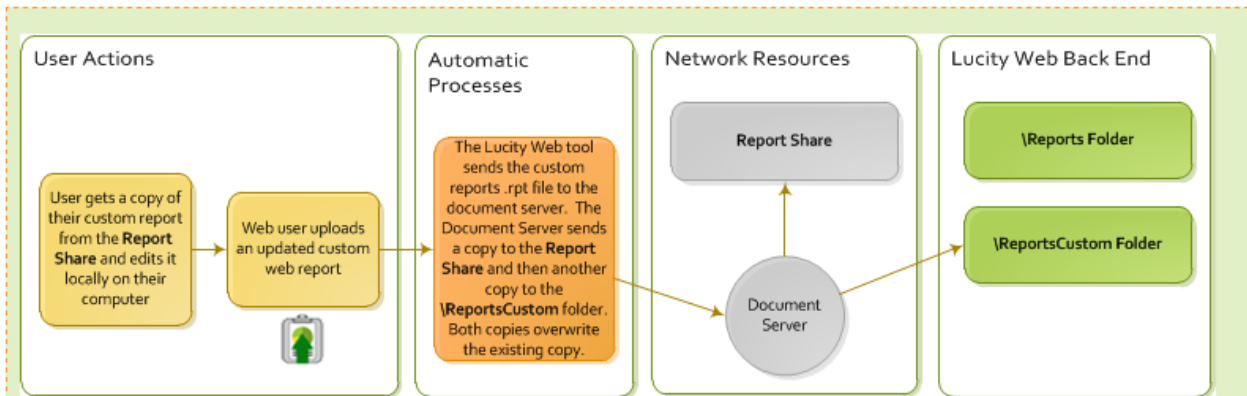 User Actions
User gets a copy of
their custom report
from the Report
Share and edits it
locally on their
computer
Web user uploads
an updated custom
web report
Automatic
Processes
The Lucity Web tool
sends the custom
reports .rpt file to the
document server. The
Document Server sends
a copy to the Report
Share and then another
copy to the
\ReportsCustom folder.
Both copies overwrite
the existing copy.
Network Resources
Report Share
Document
Server
Lucity Web Back End
\Reports Folder
\ReportsCustom Folder